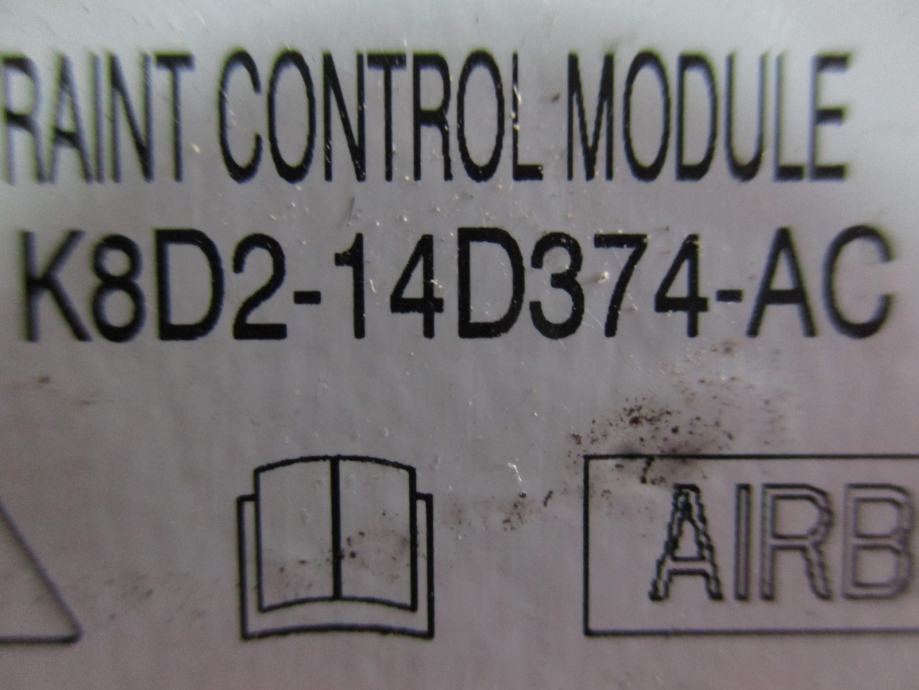 RAINT CONTROL MODULE
K8D2-14D374-AC
AIRB